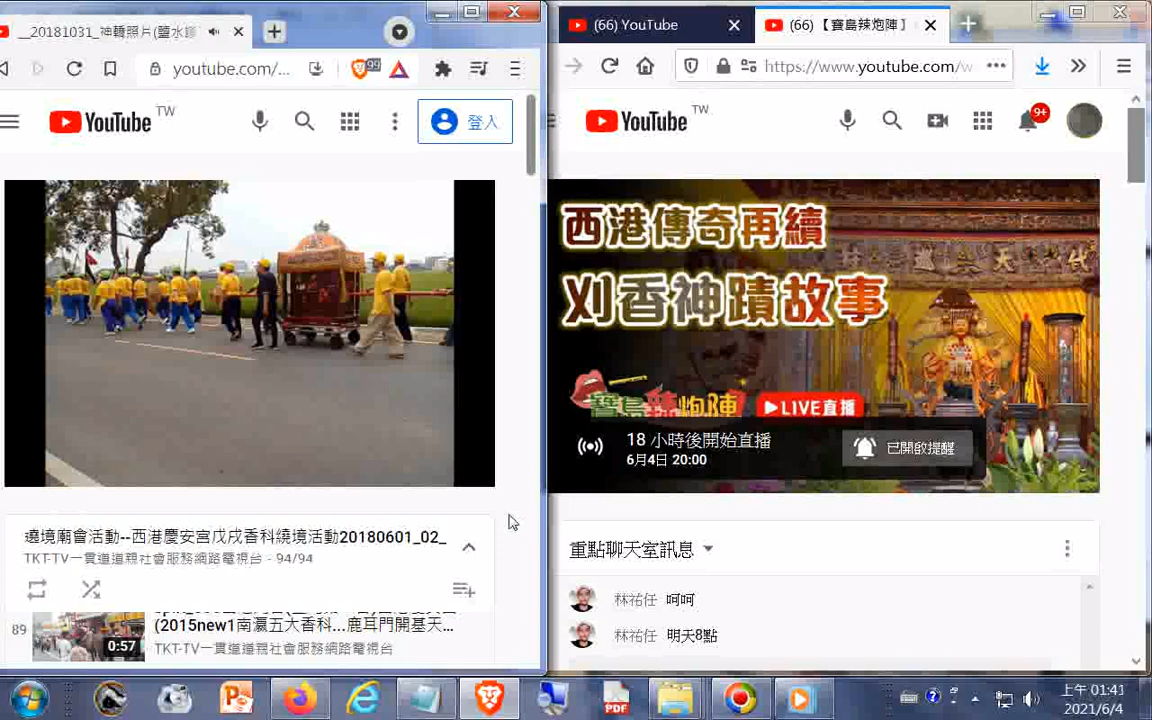 __20181031_神轎照片(鹽水
youtube.com/...
99
YouTube TW
登入
遶境廟會活動--西港慶安宮戊戌香科繞境活動20180601_02_
TKT-TV一貫道道親社會服務網路電視台 - 94/94
89
0:57
(2015new1南瀛五大香科...鹿耳門開基天...
TKT-TV一貫道道親社會服務網路電視台
(66) YouTube
(66) 【寶島辣炮陣】
https://www.youtube.com/w
YouTube TW
9+
西港傳奇再續
刈香神蹟故事
寶島辣炮陣
LIVE直播
18 小時後開始直播
6月4日 20:00
已開啟提醒
重點聊天室訊息
林祐任 呵呵
林祐任 明天8點
PDF
上午 01:41
2021/6/4